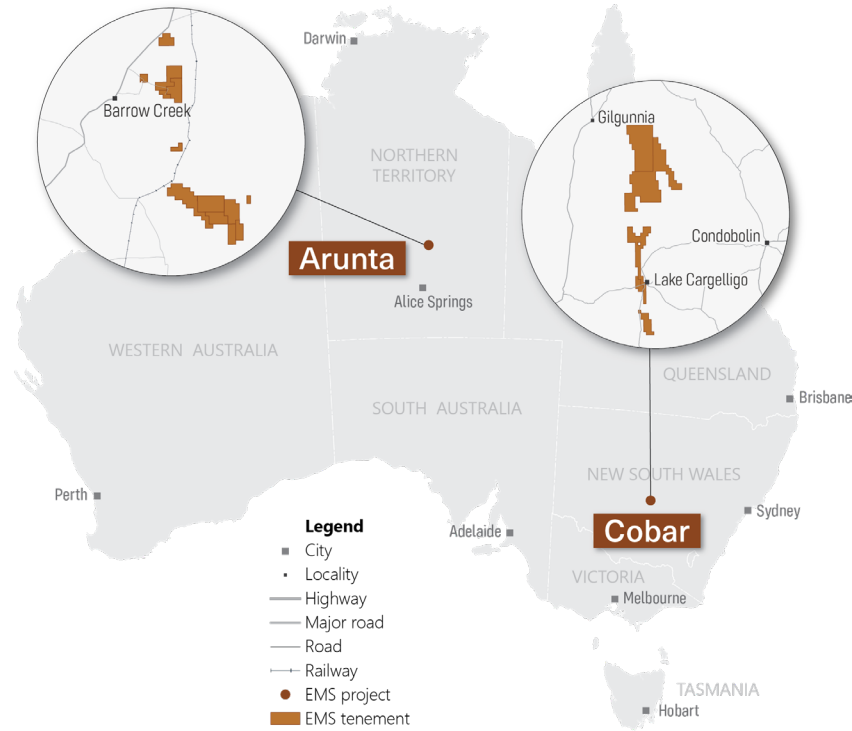 Darwin
Gilgunnia
Barrow Creek
NORTHERN
TERRITORY
Condobolin
Arunta
Lake Cargelligo
Alice Springs
WESTERN AUSTRALIA
QUEENSLAND
SOUTH AUSTRALIA
Brisbane
NEW SOUTH WALES
Perth
Sydney
Cobar
Adelaide
VICTORIA
Melbourne
TASMANIA
Hobart
Legend
City
Locality
Highway
Major road
Road
Railway
EMS project
EMS tenement